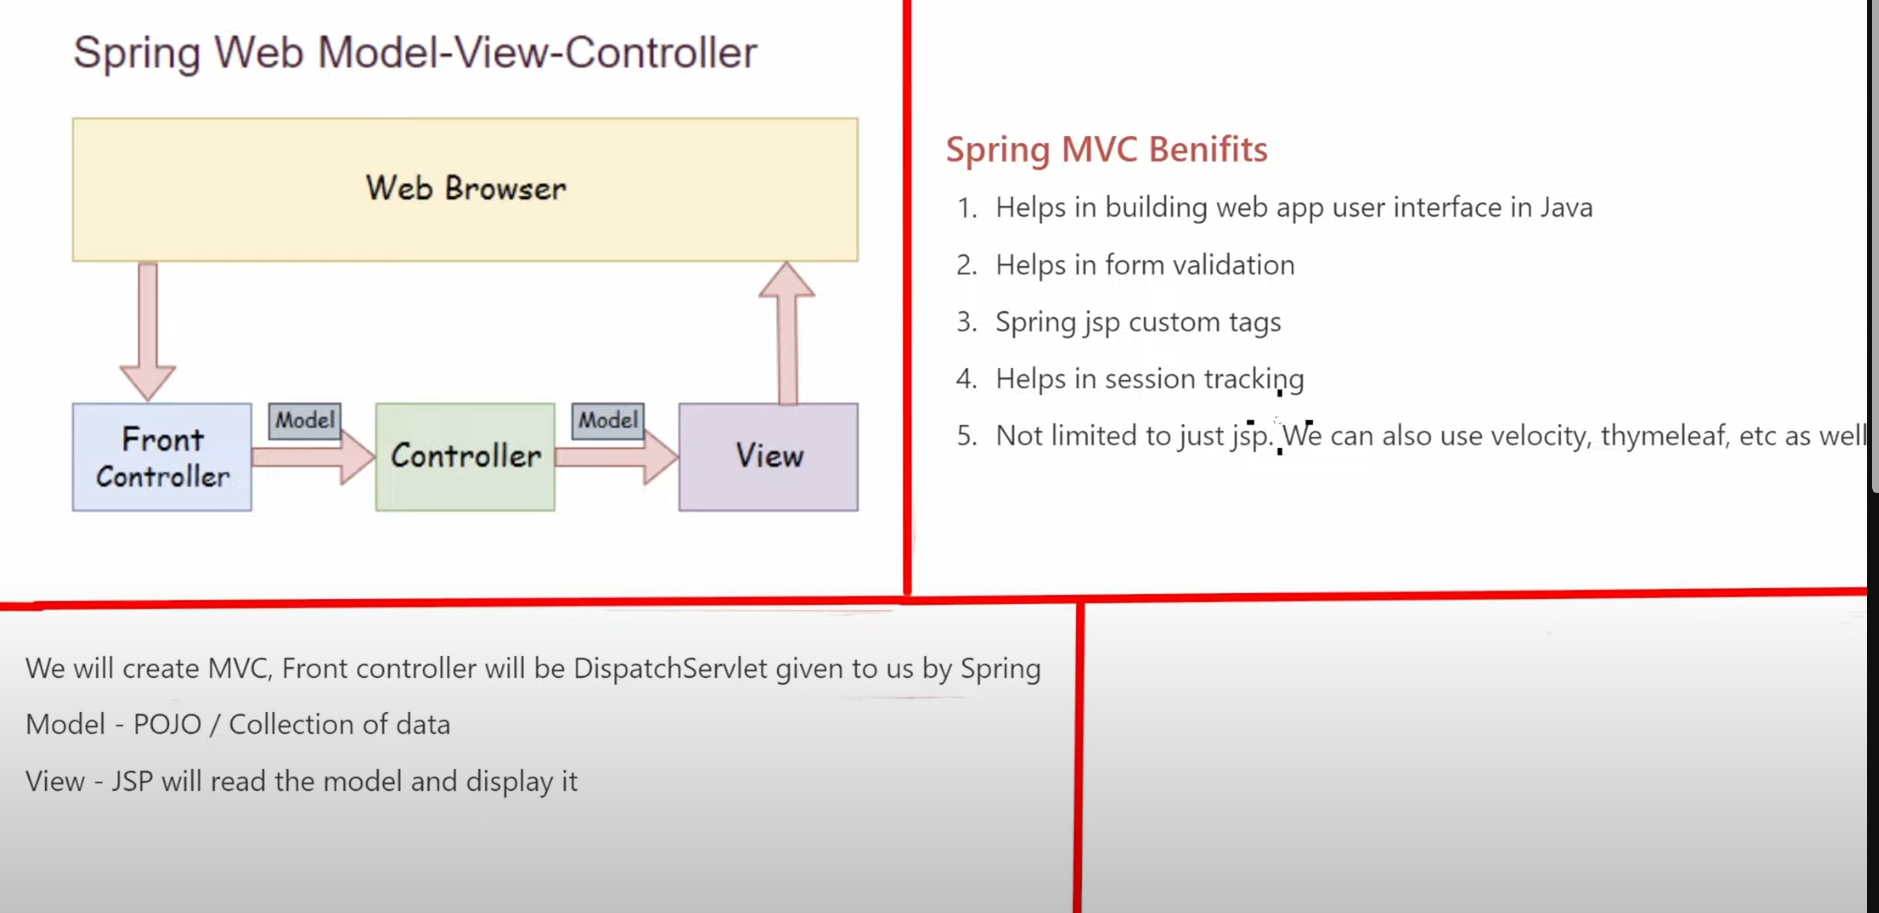 Spring Web Model-View-Controller
Web Browser
Front
Controller
Model
Controller
Model
View
Spring MVC Benifits
1. Helps in building web app user interface in Java
2. Helps in form validation
3. Spring jsp custom tags
4. Helps in session tracking
5. Not limited to just jsp. We can also use velocity, thymeleaf, etc as well
We will create MVC, Front controller will be DispatchServlet given to us by Spring
Model - POJO / Collection of data
View - JSP will read the model and display it